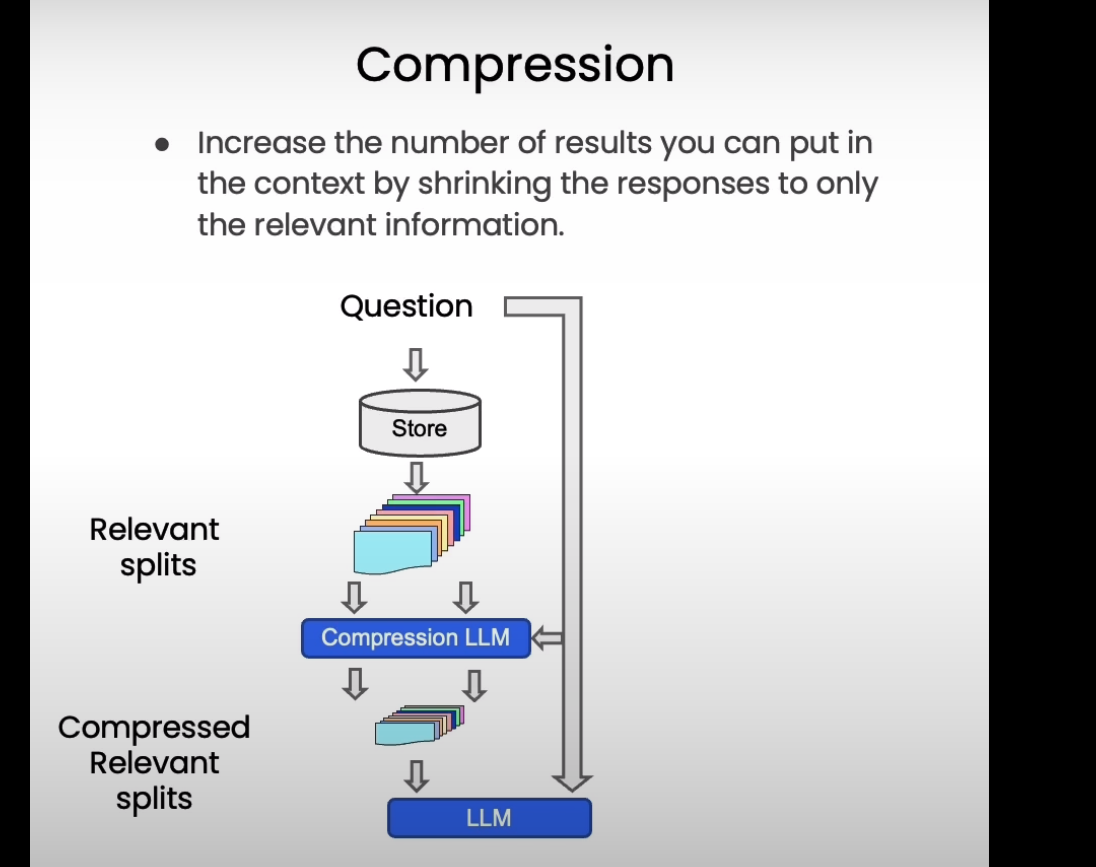 Compression
● Increase the number of results you can put in
the context by shrinking the responses to only
the relevant information.
Question
Store
Relevant
splits
Compression LLM
Compressed
Relevant
splits
LLM